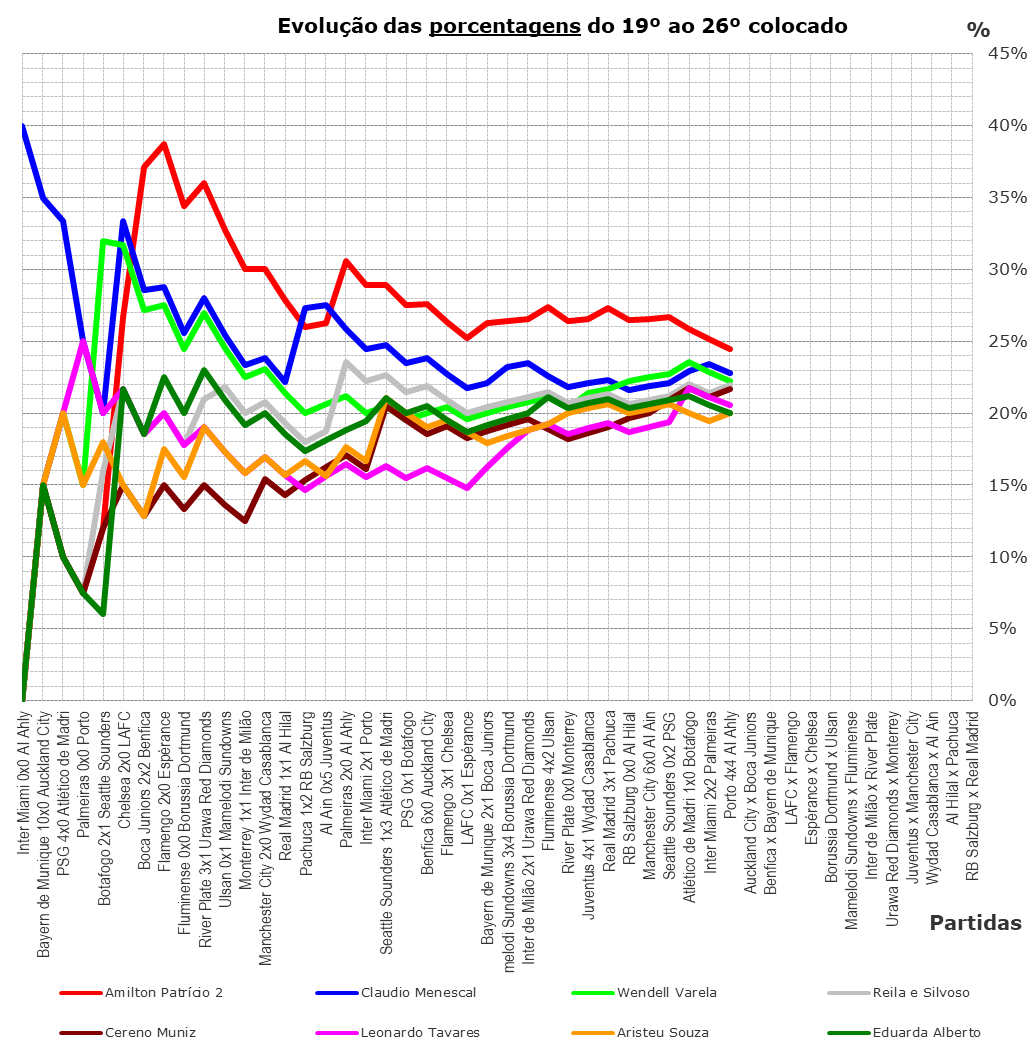 Evolução das porcentagens do 19º ao 26º colocado
%
45%
40%
35%
30%
25%
20%
15%
10%
5%
0%
Inter Miami 0x0 Al Ahly
Bayern de Munique 10x0 Auckland City
PSG 4x0 Atlético de Madri
Palmeiras 0x0 Porto
Botafogo 2x1 Seattle Sounders
Chelsea 2x0 LAFC
Boca Juniors 2x2 Benfica
Flamengo 2x0 Espérance
Fluminense 0x0 Borussia Dortmund
River Plate 3x1 Urawa Red Diamonds
Ulsan 0x1 Mamelodi Sundowns
Monterrey 1x1 Inter de Milão
Manchester City 2x0 Wydad Casablanca
Real Madrid 1x1 Al Hilal
Pachuca 1x2 RB Salzburg
Al Ain 0x5 Juventus
Palmeiras 2x0 Al Ahly
Inter Miami 2x1 Porto
Seattle Sounders 1x3 Atlético de Madri
PSG 0x1 Botafogo
Benfica 6x0 Auckland City
Flamengo 3x1 Chelsea
LAFC 0x1 Espérance
Bayern de Munique 2x1 Boca Juniors
melodi Sundowns 3x4 Borussia Dortmund
Inter de Milão 2x1 Urawa Red Diamonds
Fluminense 4x2 Ulsan
River Plate 0x0 Monterrey
Juventus 4x1 Wydad Casablanca
Real Madrid 3x1 Pachuca
RB Salzburg 0x0 Al Hilal
Manchester City 6x0 Al Ain
Seattle Sounders 0x2 PSG
Atlético de Madri 1x0 Botafogo
Inter Miami 2x2 Palmeiras
Porto 4x4 Al Ahly
Auckland City x Boca Juniors
Benfica x Bayern de Munique
LAFC x Flamengo
Espérance x Chelsea
Borussia Dortmund x Ulsan
Mamelodi Sundowns x Fluminense
Inter de Milão x River Plate
Urawa Red Diamonds x Monterrey
Juventus x Manchester City
Wydad Casablanca x Al Ain
Al Hilal x Pachuca
RB Salzburg x Real Madrid
Partidas
Amilton Patrício 2
Claudio Menescal
Wendell Varela
Reila e Silvoso
Cereno Muniz
Leonardo Tavares
Aristeu Souza
Eduarda Alberto